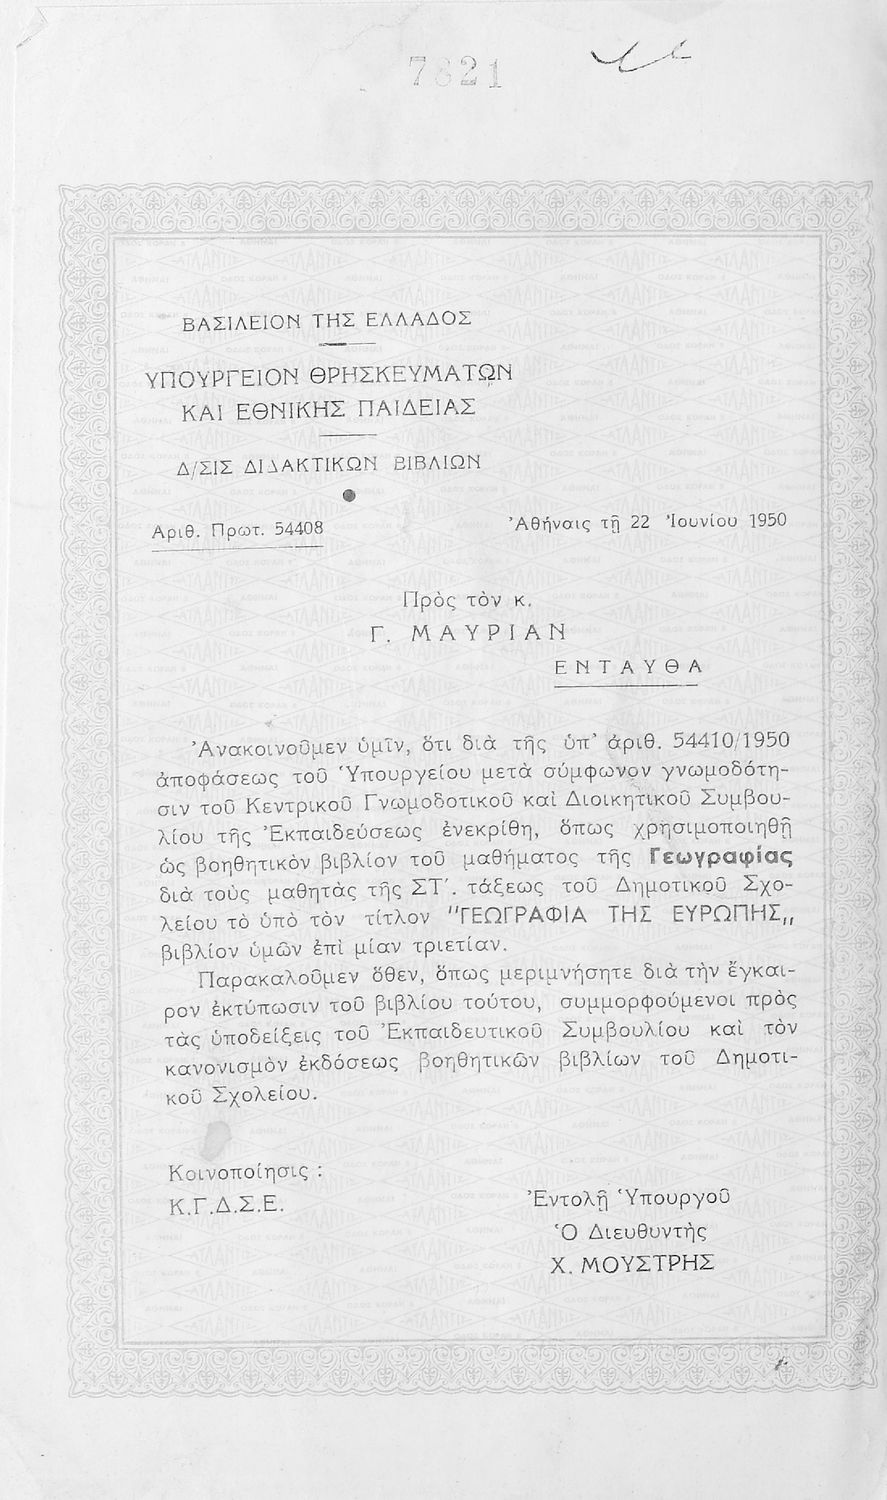 7821
ΒΑΣΙΛΕΙΟΝ ΤΗΣ ΕΛΛΑΔΟΣ
ΥΠΟΥΡΓΕΙΟΝ ΘΡΗΣΚΕΥΜΑΤΩΝ
ΚΑΙ ΕΘΝΙΚΗΣ ΠΑΙΔΕΙΑΣ
Δ/ΣΙΣ ΔΙΔΑΚΤΙΚΩΝ ΒΙΒΛΙΩΝ
Αριθ. Πρωτ. 54408
Ἀθήναις τῇ 22 Ἰουνίου 1950
Πρὸς τὸν κ.
Γ. ΜΑΥΡΙΑΝ
ΕΝΤΑΥΘΑ
Ἀνακοινοῦμεν ὑμῖν, ὅτι διὰ τῆς ὑπ' ἀριθ. 54410/1950
ἀποφάσεως τοῦ Ὑπουργείου μετὰ σύμφωνον γνωμοδότη-
σιν τοῦ Κεντρικοῦ Γνωμοδοτικοῦ καὶ Διοικητικοῦ Συμβου-
λίου τῆς Ἐκπαιδεύσεως ἐνεκρίθη, ὅπως χρησιμοποιηθῇ
ὡς βοηθητικὸν βιβλίον τοῦ μαθήματος τῆς Γεωγραφίας
διὰ τοὺς μαθητὰς τῆς ΣΤ΄. τάξεως τοῦ Δημοτικοῦ Σχο-
λείου τὸ ὑπὸ τὸν τίτλον "ΓΕΩΓΡΑΦΙΑ ΤΗΣ ΕΥΡΩΠΗΣ,,
βιβλίον ὑμῶν ἐπὶ μίαν τριετίαν.
Παρακαλοῦμεν ὅθεν, ὅπως μεριμνήσητε διὰ τὴν ἔγκαι-
ρον ἐκτύπωσιν τοῦ βιβλίου τούτου, συμμορφούμενοι πρὸς
τὰς ὑποδείξεις τοῦ Ἐκπαιδευτικοῦ Συμβουλίου καὶ τὸν
κανονισμὸν ἐκδόσεως βοηθητικῶν βιβλίων τοῦ Δημοτι-
κοῦ Σχολείου.
Κοινοποίησις :
Κ.Γ.Δ.Σ.Ε.
Ἐντολῇ Ὑπουργοῦ
Ὁ Διευθυντὴς
Χ. ΜΟΥΣΤΡΗΣ